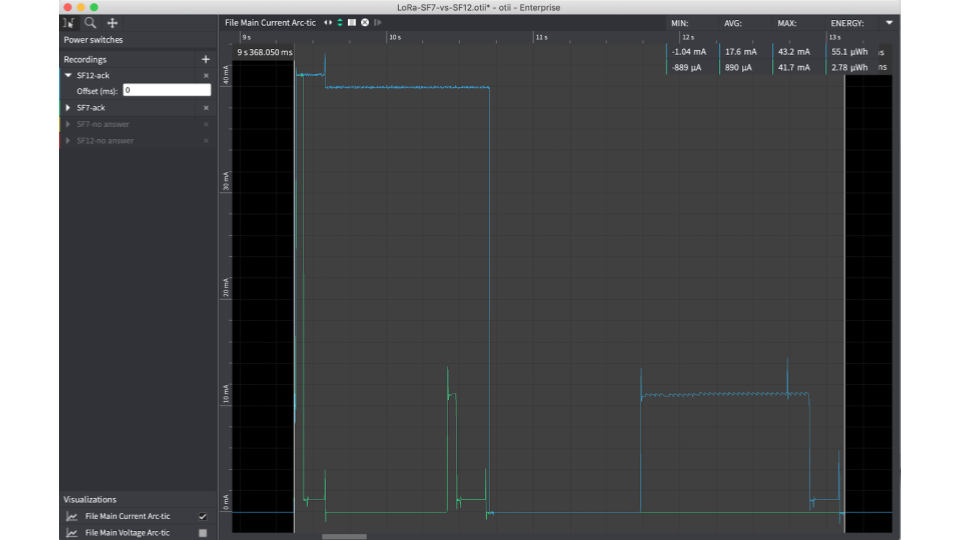 LoRa-SF7-vs-SF12.otii* - otii - Enterprise
File Main Current Arc-tic
MIN: AVG: MAX: ENERGY:
Power switches
9 s 10 s 11 s 12 s 13 s
9 s 368.050 ms
-1.04 mA 17.6 mA 43.2 mA 55.1 µWh
-889 µA 890 µA 41.7 mA 2.78 µWh ms
Recordings +
SF12-ack ×
Offset (ms): 0
SF7-ack ×
SF7-no answer ×
SF12-no answer ×
40 mA
30 mA
20 mA
10 mA
0 mA
Visualizations
File Main Current Arc-tic
File Main Voltage Arc-tic